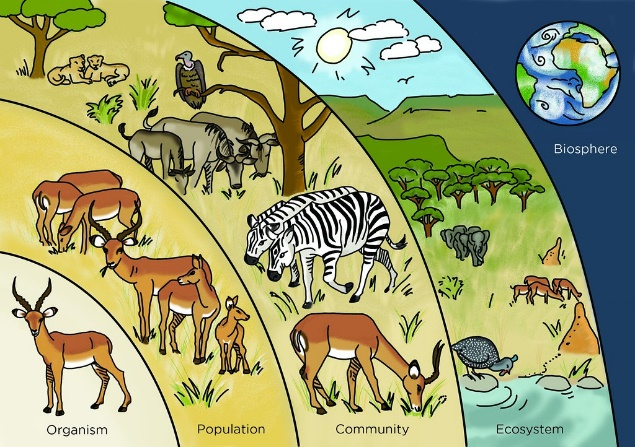 Biosphere
Organism
Population
Community
Ecosystem